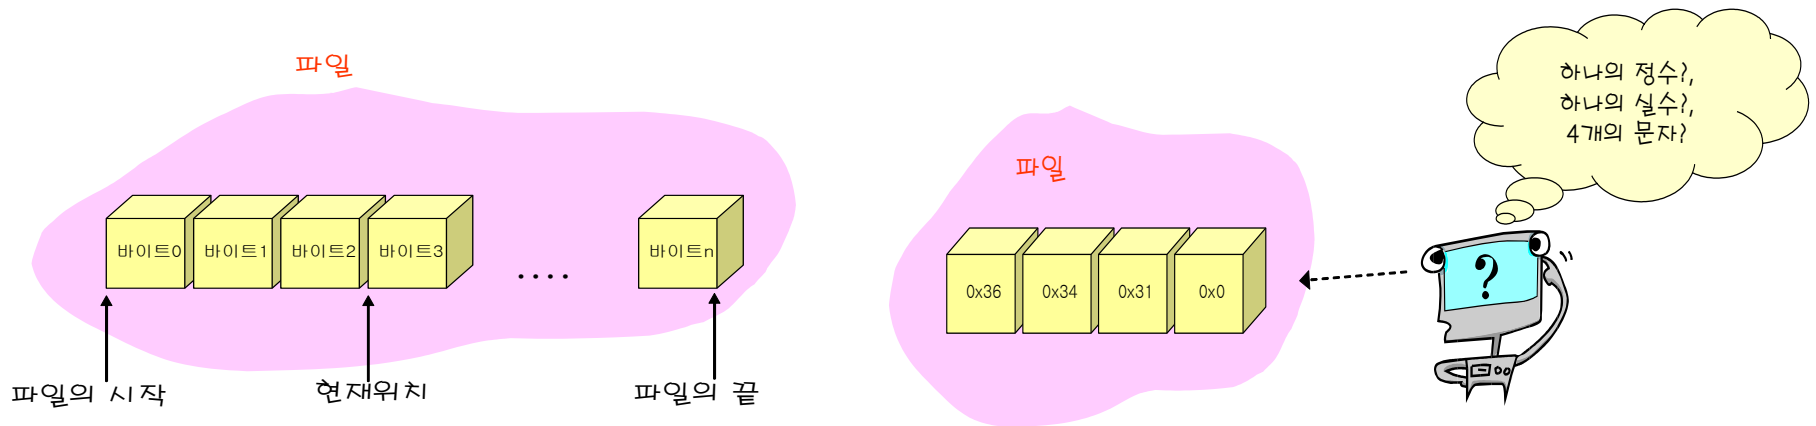 파일
바이트0 바이트1 바이트2 바이트3 .... 바이트n
파일의 시작 현재위치 파일의 끝
파일
0x36 0x34 0x31 0x0
하나의 정수?,
하나의 실수?,
4개의 문자?
?